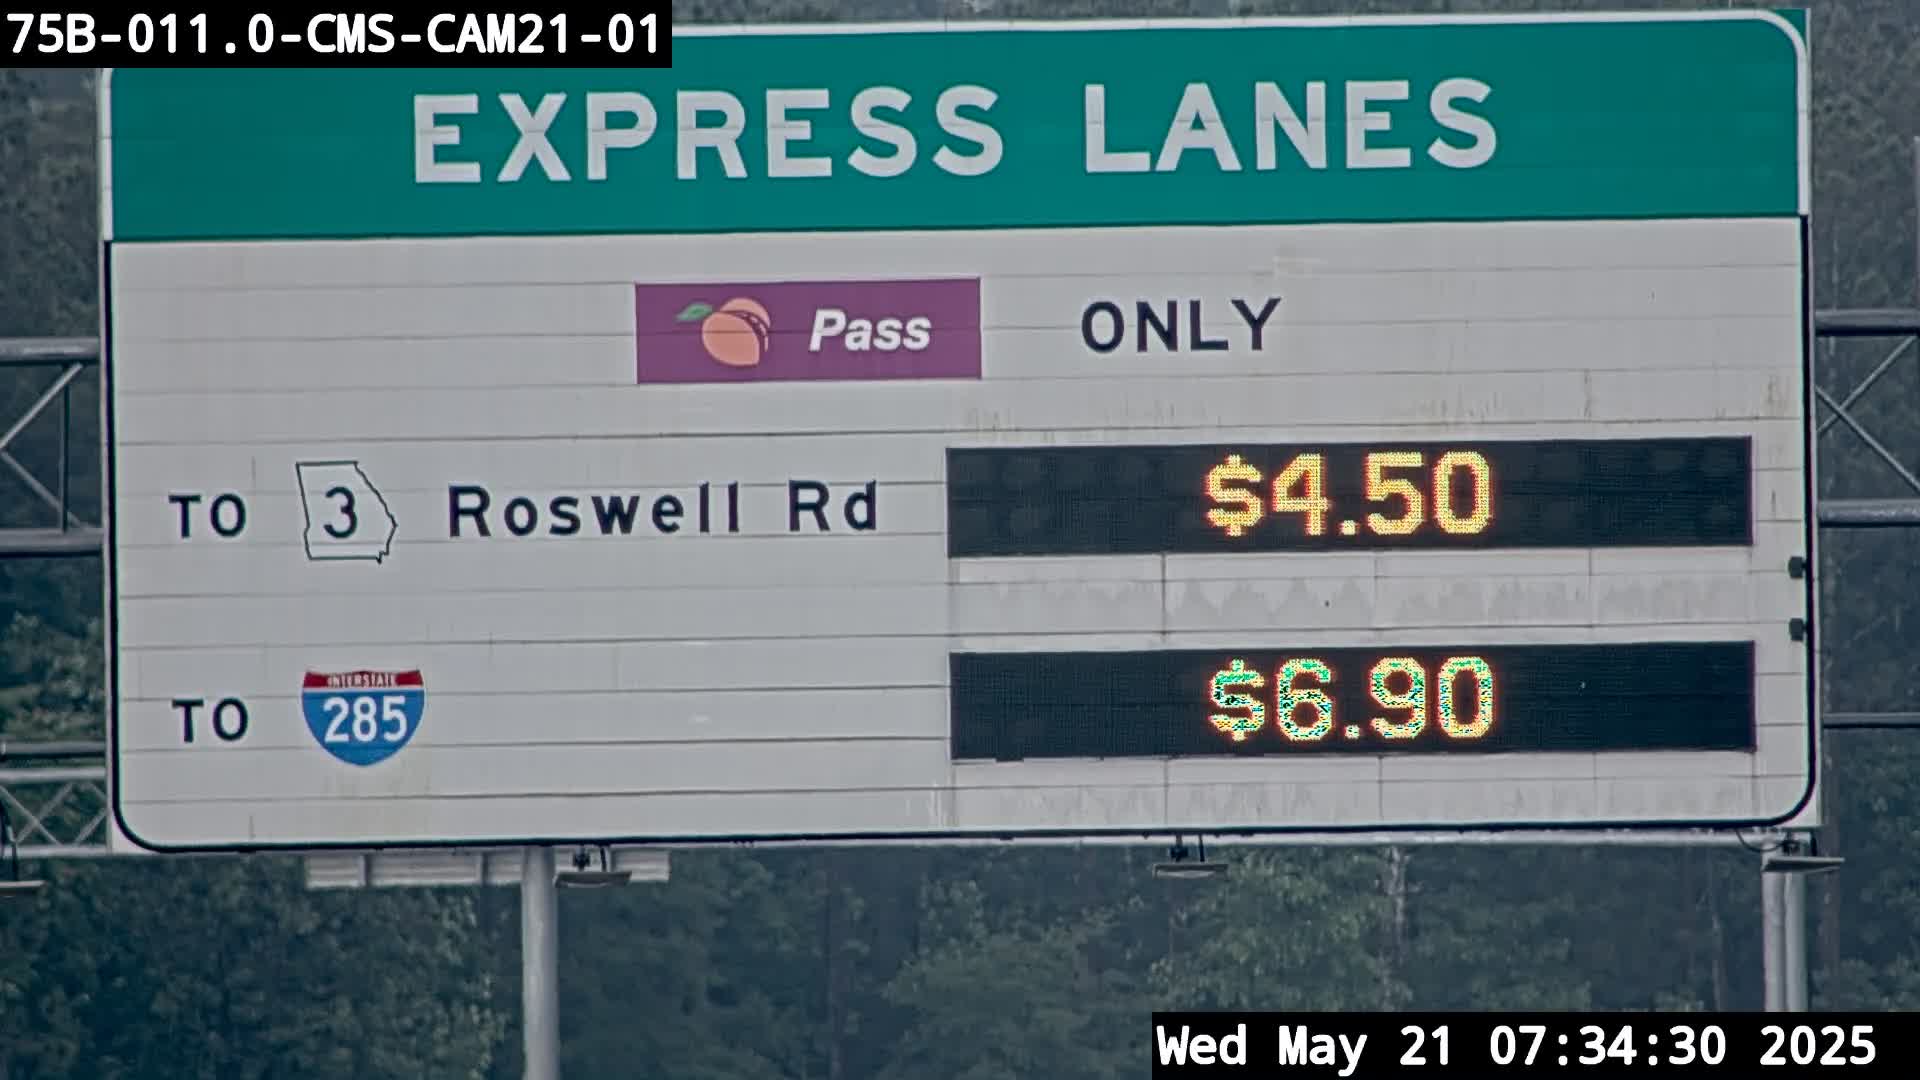 75B-011.0-CMS-CAM21-01
EXPRESS LANES
Pass ONLY
TO 3 Roswell Rd $4.50
TO INTERSTATE 285 $6.90
Wed May 21 07:34:30 2025